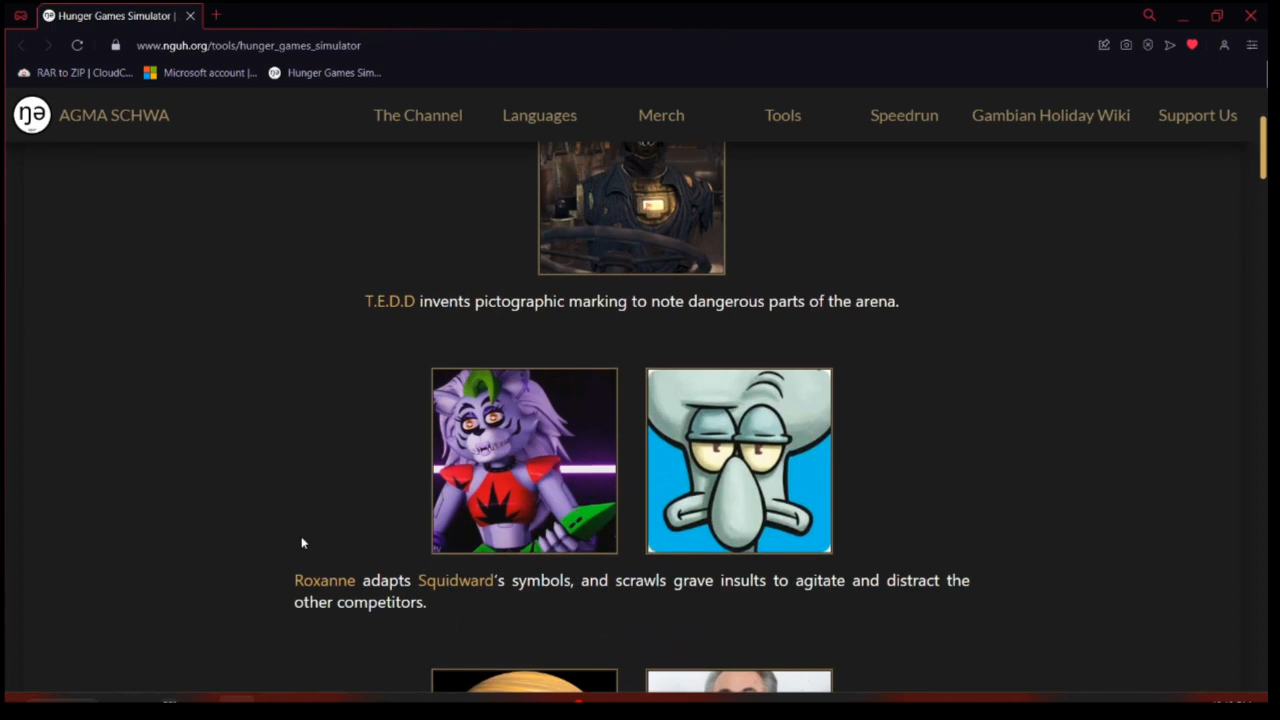 Hunger Games Simulator |
www.nguh.org/tools/hunger_games_simulator
RAR to ZIP | CloudC... Microsoft account |... Hunger Games Sim...
ŋə AGMA SCHWA The Channel Languages Merch Tools Speedrun Gambian Holiday Wiki Support Us
T.E.D.D invents pictographic marking to note dangerous parts of the arena.
Roxanne adapts Squidward‘s symbols, and scrawls grave insults to agitate and distract the
other competitors.